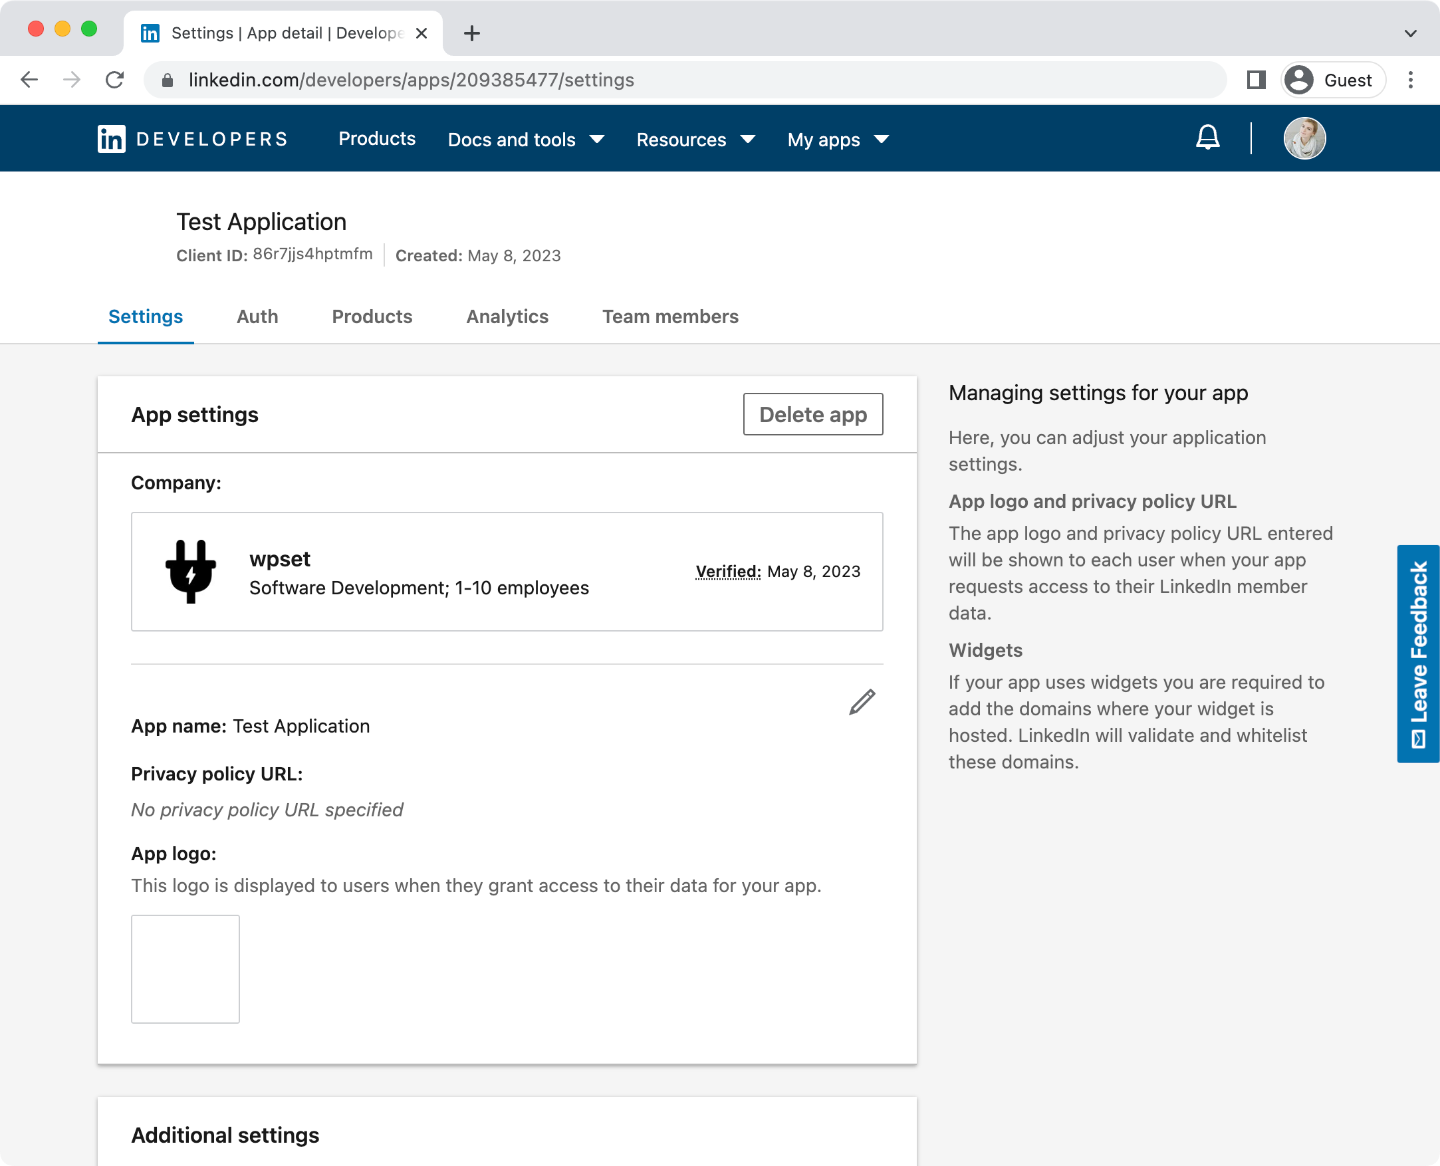 Settings | App detail | Develope
linkedin.com/developers/apps/209385477/settings
Guest
in DEVELOPERS
Products
Docs and tools
Resources
My apps
Test Application
Client ID: 86r7jjs4hptmfm
Created: May 8, 2023
Settings
Auth
Products
Analytics
Team members
App settings
Delete app
Company:
wpset
Software Development; 1-10 employees
Verified: May 8, 2023
App name: Test Application
Privacy policy URL:
No privacy policy URL specified
App logo:
This logo is displayed to users when they grant access to their data for your app.
Additional settings
Managing settings for your app
Here, you can adjust your application
settings.
App logo and privacy policy URL
The app logo and privacy policy URL entered
will be shown to each user when your app
requests access to their LinkedIn member
data.
Widgets
If your app uses widgets you are required to
add the domains where your widget is
hosted. LinkedIn will validate and whitelist
these domains.
Leave Feedback